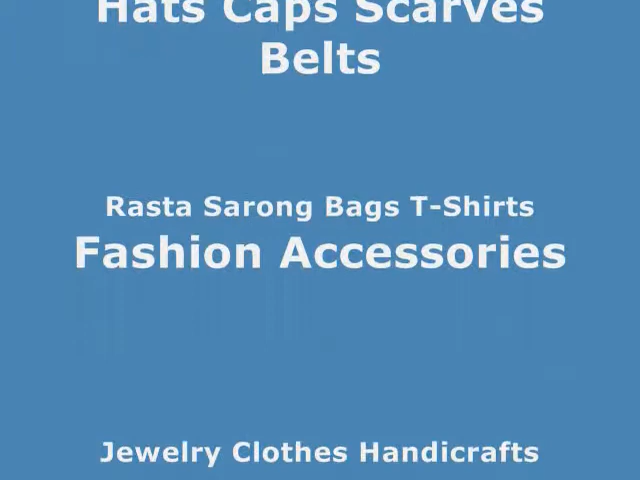 Hats Caps Scarves
Belts
Rasta Sarong Bags T-Shirts
Fashion Accessories
Jewelry Clothes Handicrafts